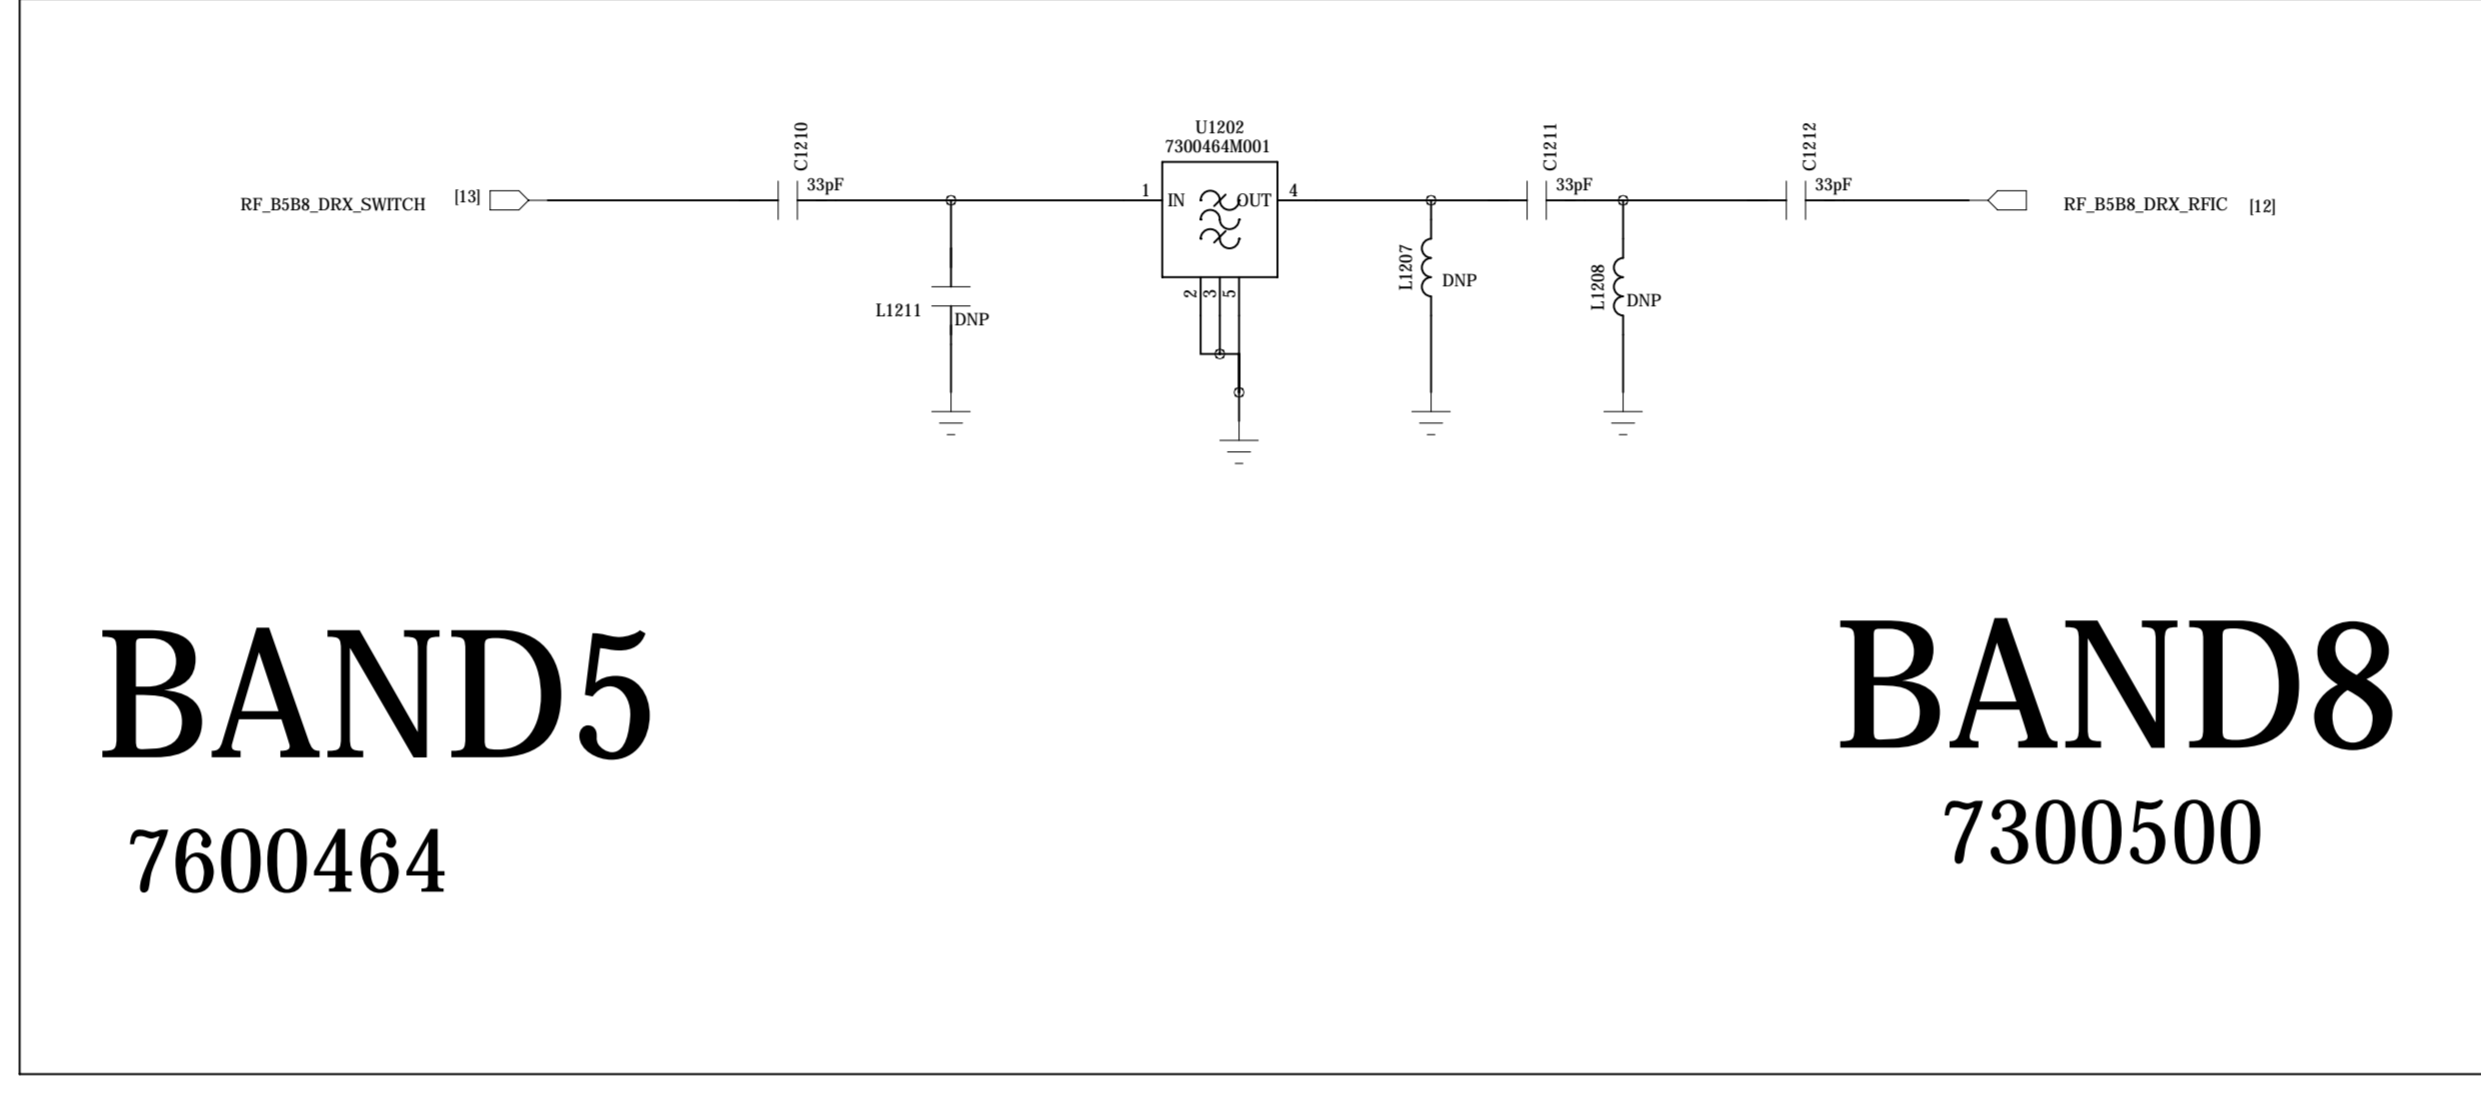 C1210
33pF
U1202
7300464M001
C1211
33pF
C1212
33pF
RF_B5B8_DRX_SWITCH [13]
1 IN OUT 4
RF_B5B8_DRX_RFIC [12]
L1211 DNP
2 3 5
L1207 DNP
L1208 DNP
BAND5
7600464
BAND8
7300500